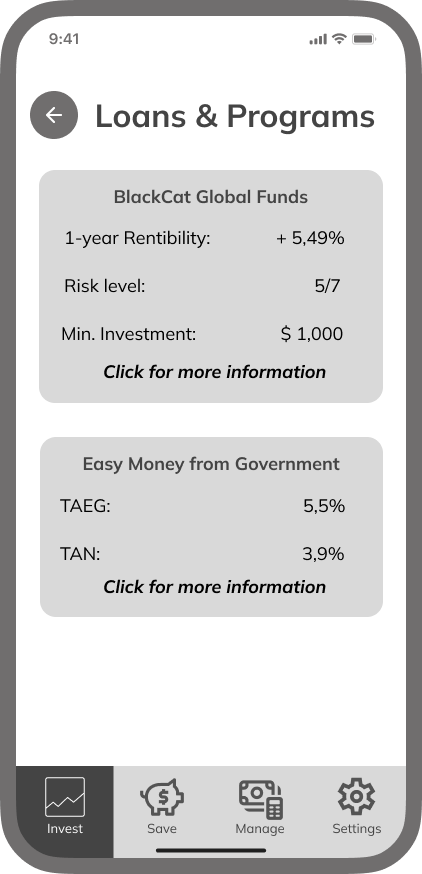 9:41
Loans & Programs
BlackCat Global Funds
1-year Rentibility: + 5,49%
Risk level: 5/7
Min. Investment: $ 1,000
Click for more information
Easy Money from Government
TAEG: 5,5%
TAN: 3,9%
Click for more information
Invest Save Manage Settings